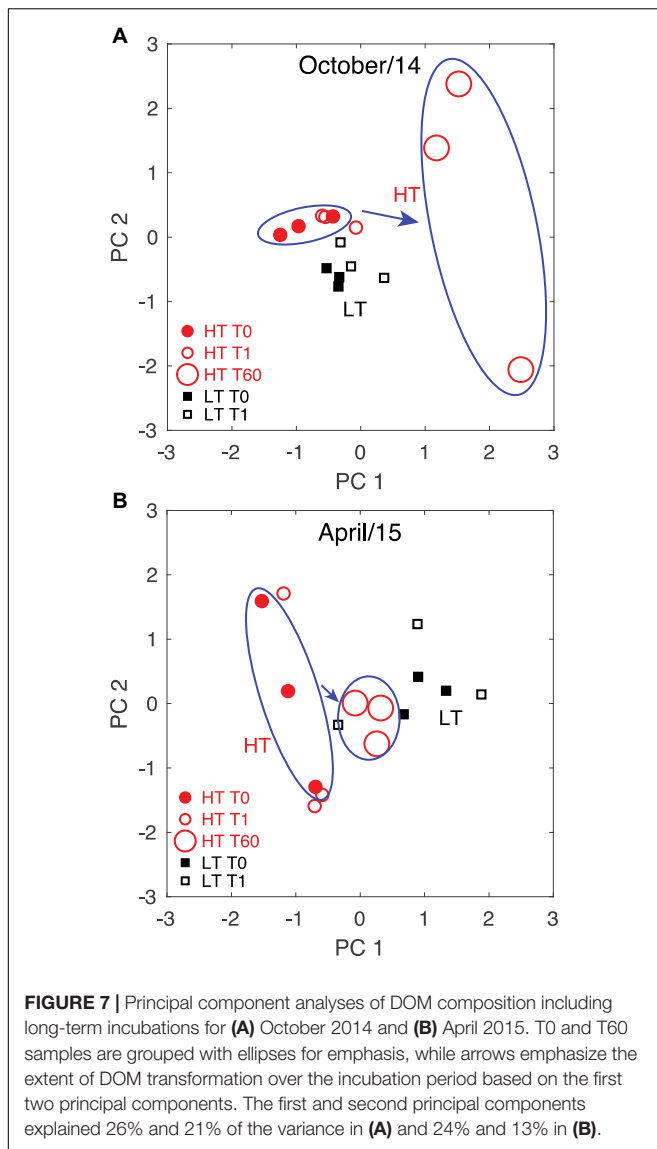 A
October/14
3
2
1
0
-1
-2
-3
PC 2
HT
LT
HT T0
HT T1
HT T60
LT T0
LT T1
-3 -2 -1 0 1 2 3
PC 1
B
April/15
3
2
1
0
-1
-2
-3
PC 2
HT
LT
HT T0
HT T1
HT T60
LT T0
LT T1
-3 -2 -1 0 1 2 3
PC 1
FIGURE 7 | Principal component analyses of DOM composition including
long-term incubations for (A) October 2014 and (B) April 2015. T0 and T60
samples are grouped with ellipses for emphasis, while arrows emphasize the
extent of DOM transformation over the incubation period based on the first
two principal components. The first and second principal components
explained 26% and 21% of the variance in (A) and 24% and 13% in (B).